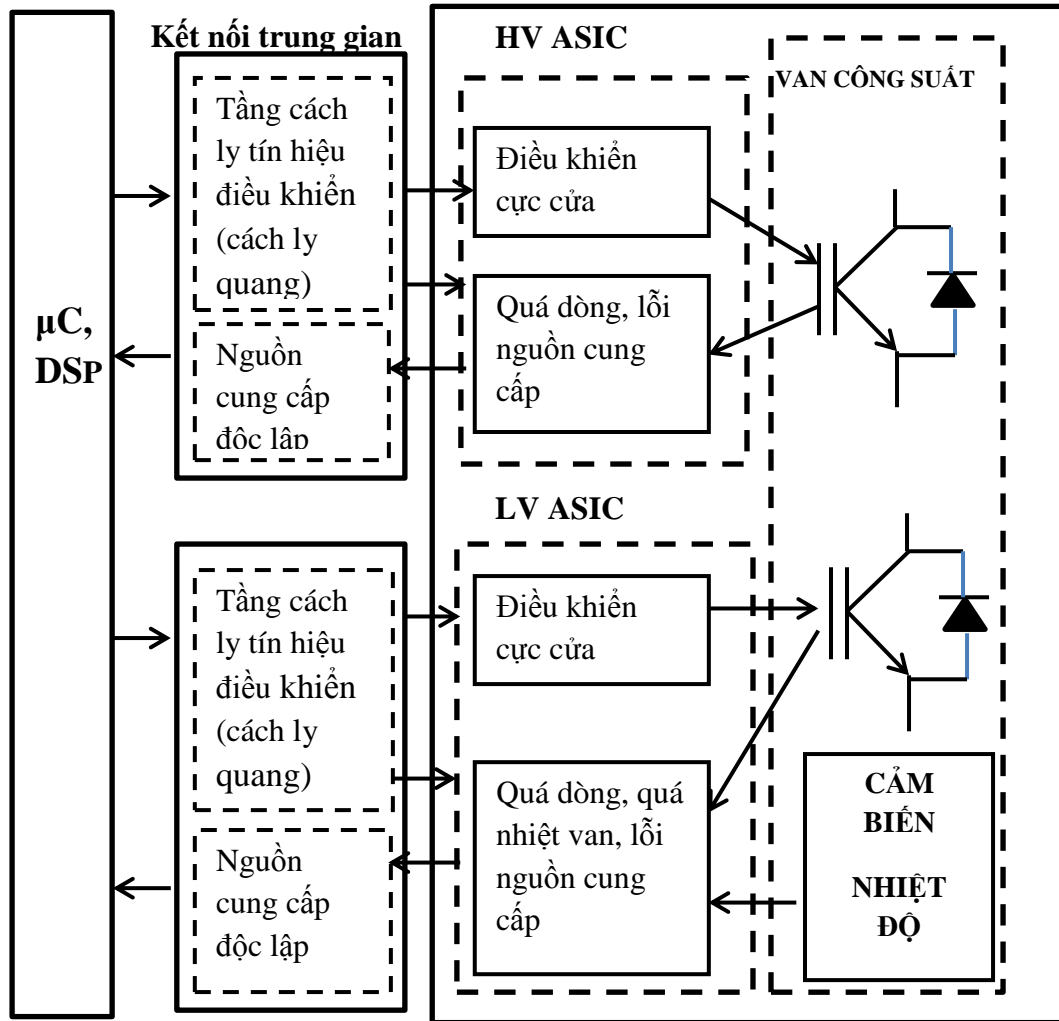 Kết nối trung gian
HV ASIC
VAN CÔNG SUẤT
Tầng cách
ly tín hiệu
điều khiển
(cách ly
quang)
Điều khiển
cực cửa
Quá dòng, lỗi
nguồn cung
cấp
Nguồn
cung cấp
độc lập
µC,
DSP
LV ASIC
Tầng cách
ly tín hiệu
điều khiển
(cách ly
quang)
Điều khiển
cực cửa
Quá dòng, quá
nhiệt van, lỗi
nguồn cung
cấp
Nguồn
cung cấp
độc lập
CẢM
BIẾN
NHIỆT
ĐỘ